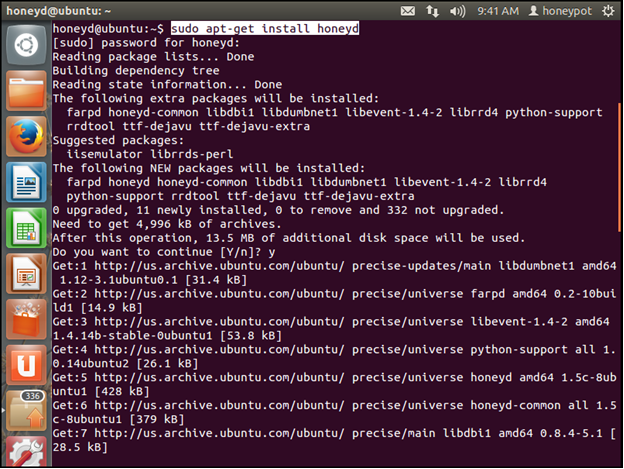 honeyd@ubuntu: ~
9:41 AM honeypot
honeyd@ubuntu:~$ sudo apt-get install honeyd
[sudo] password for honeyd:
Reading package lists... Done
Building dependency tree
Reading state information... Done
The following extra packages will be installed:
farpd honeyd-common libdbi1 libdumbnet1 libevent-1.4-2 librrd4 python-support
rrdtool ttf-dejavu ttf-dejavu-extra
Suggested packages:
iisemulator librrds-perl
The following NEW packages will be installed:
farpd honeyd honeyd-common libdbi1 libdumbnet1 libevent-1.4-2 librrd4
python-support rrdtool ttf-dejavu ttf-dejavu-extra
0 upgraded, 11 newly installed, 0 to remove and 332 not upgraded.
Need to get 4,996 kB of archives.
After this operation, 13.5 MB of additional disk space will be used.
Do you want to continue [Y/n]? y
Get:1 http://us.archive.ubuntu.com/ubuntu/ precise-updates/main libdumbnet1 amd64
1.12-3.1ubuntu0.1 [31.4 kB]
Get:2 http://us.archive.ubuntu.com/ubuntu/ precise/universe farpd amd64 0.2-10bui
ld1 [14.9 kB]
Get:3 http://us.archive.ubuntu.com/ubuntu/ precise/universe libevent-1.4-2 amd64
1.4.14b-stable-0ubuntu1 [53.8 kB]
Get:4 http://us.archive.ubuntu.com/ubuntu/ precise/universe python-support all 1.
0.14ubuntu2 [26.1 kB]
Get:5 http://us.archive.ubuntu.com/ubuntu/ precise/universe honeyd amd64 1.5c-8ub
untu1 [428 kB]
Get:6 http://us.archive.ubuntu.com/ubuntu/ precise/universe honeyd-common all 1.5
c-8ubuntu1 [379 kB]
Get:7 http://us.archive.ubuntu.com/ubuntu/ precise/main libdbi1 amd64 0.8.4-5.1 [
28.5 kB]
336